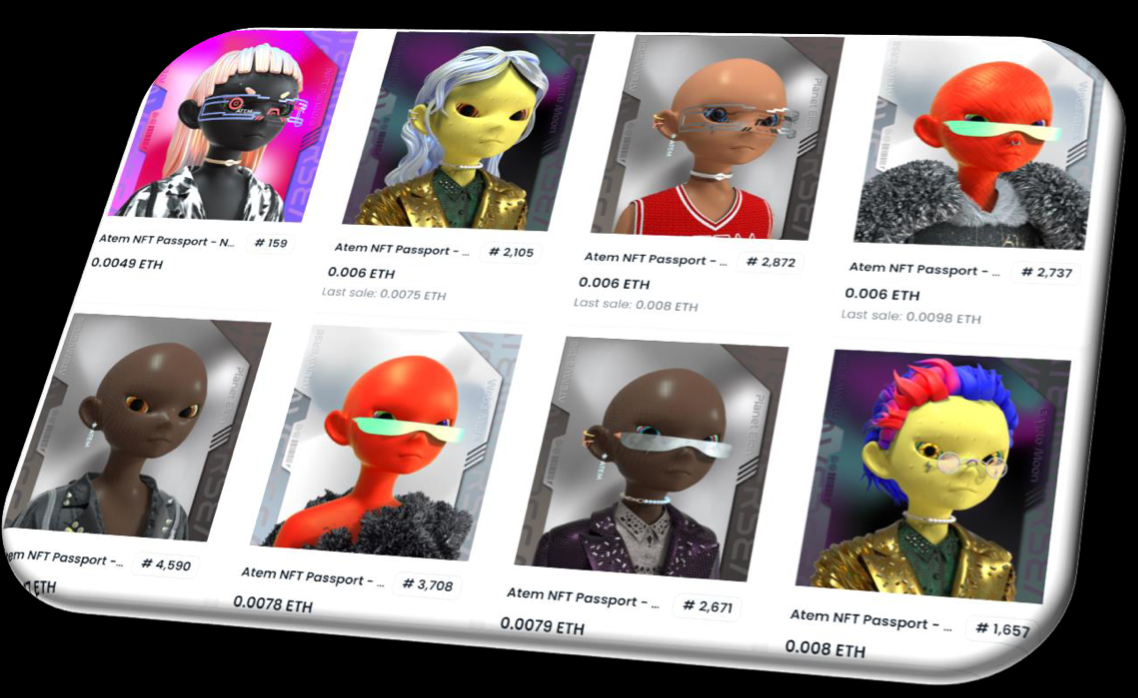 Atem NFT Passport - N... # 159
0.0049 ETH
Atem NFT Passport - ... # 2,105
0.006 ETH
Last sale: 0.0075 ETH
Atem NFT Passport - ... # 2,872
0.006 ETH
Last sale: 0.008 ETH
Atem NFT Passport - ... # 2,737
0.006 ETH
Last sale: 0.0098 ETH
NFT Passport -... # 4,590
ETH
Atem NFT Passport - ... # 3,708
0.0078 ETH
Atem NFT Passport - ... # 2,671
0.0079 ETH
Atem NFT Passport - ... # 1,657
0.008 ETH